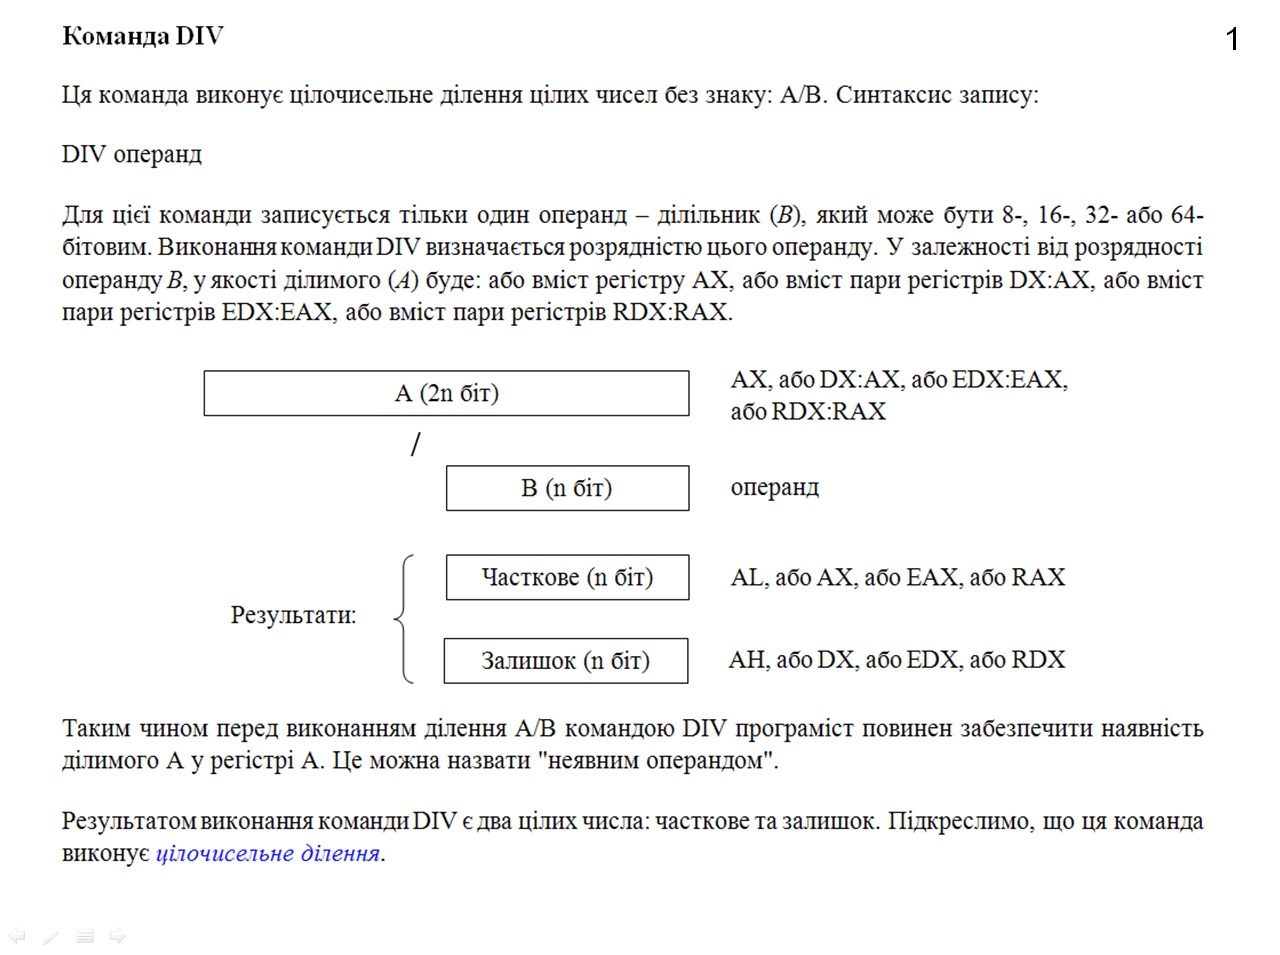 Команда DIV
1
Ця команда виконує цілочисельне ділення цілих чисел без знаку: A/B. Синтаксис запису:
DIV операнд
Для цієї команди записується тільки один операнд – ділільник (B), який може бути 8-, 16-, 32- або 64-
бітовим. Виконання команди DIV визначається розрядністю цього операнду. У залежності від розрядності
операнду B, у якості ділимого (A) буде: або вміст регістру AX, або вміст пари регістрів DX:AX, або вміст
пари регістрів EDX:EAX, або вміст пари регістрів RDX:RAX.
A (2n біт)
AX, або DX:AX, або EDX:EAX,
або RDX:RAX
/
B (n біт)
операнд
Часткове (n біт)
AL, або AX, або EAX, або RAX
Результати:
Залишок (n біт)
AH, або DX, або EDX, або RDX
Таким чином перед виконанням ділення A/B командою DIV програміст повинен забезпечити наявність
ділимого A у регістрі A. Це можна назвати "неявним операндом".
Результатом виконання команди DIV є два цілих числа: часткове та залишок. Підкреслимо, що ця команда
виконує цілочисельне ділення.